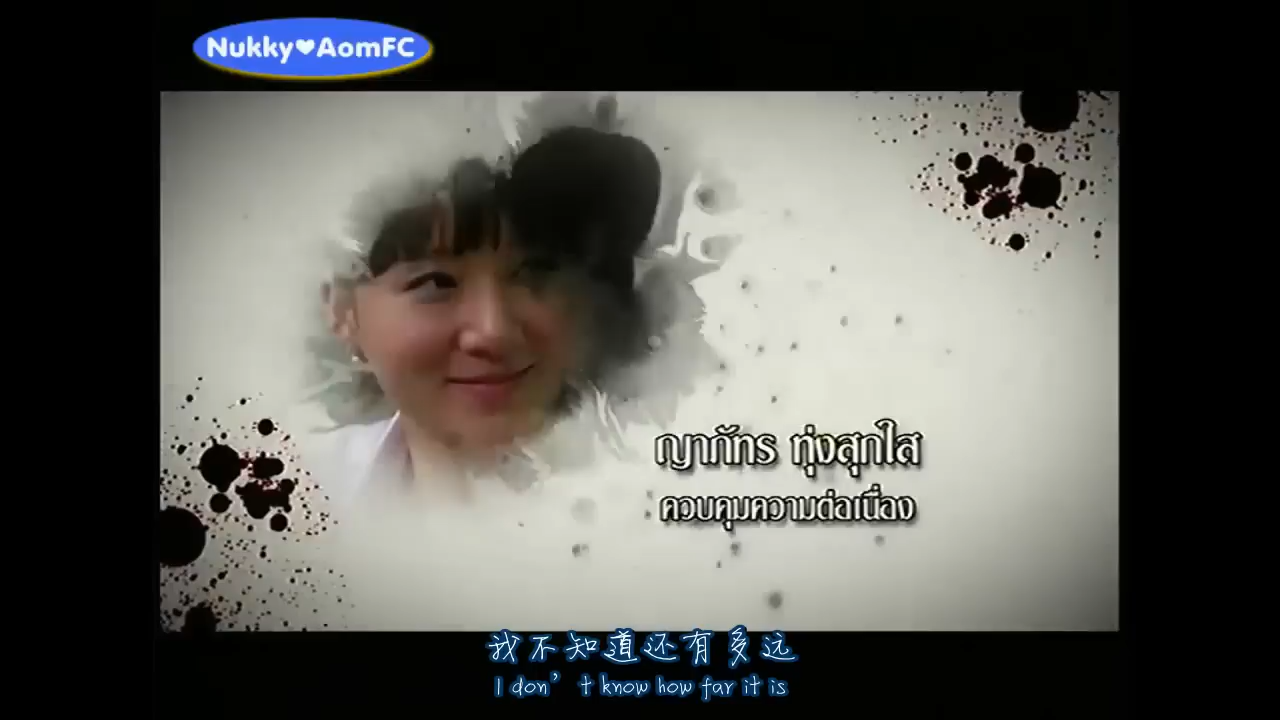 Nukky❤AomFC
ญาภัทร ทุ่งสุกใส
ควบคุมความต่อเนื่อง
我不知道还有多远
I don't know how far it is